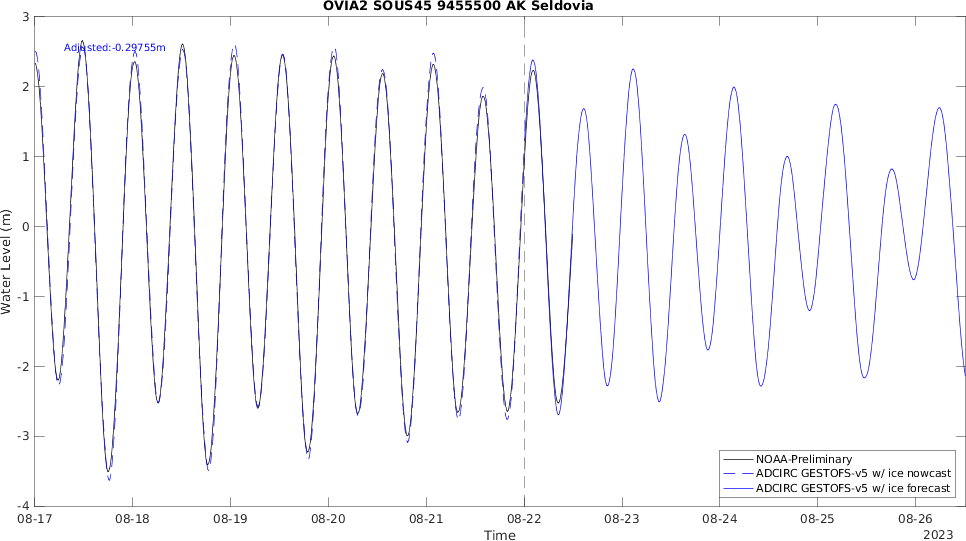 OVIA2 SOUS45 9455500 AK Seldovia
Adjusted:-0.29755m
3
2
1
0
-1
-2
-3
-4
Water Level (m)
NOAA-Preliminary
ADCIRC GESTOFS-v5 w/ ice nowcast
ADCIRC GESTOFS-v5 w/ ice forecast
08-17 08-18 08-19 08-20 08-21 08-22 08-23 08-24 08-25 08-26
Time
2023